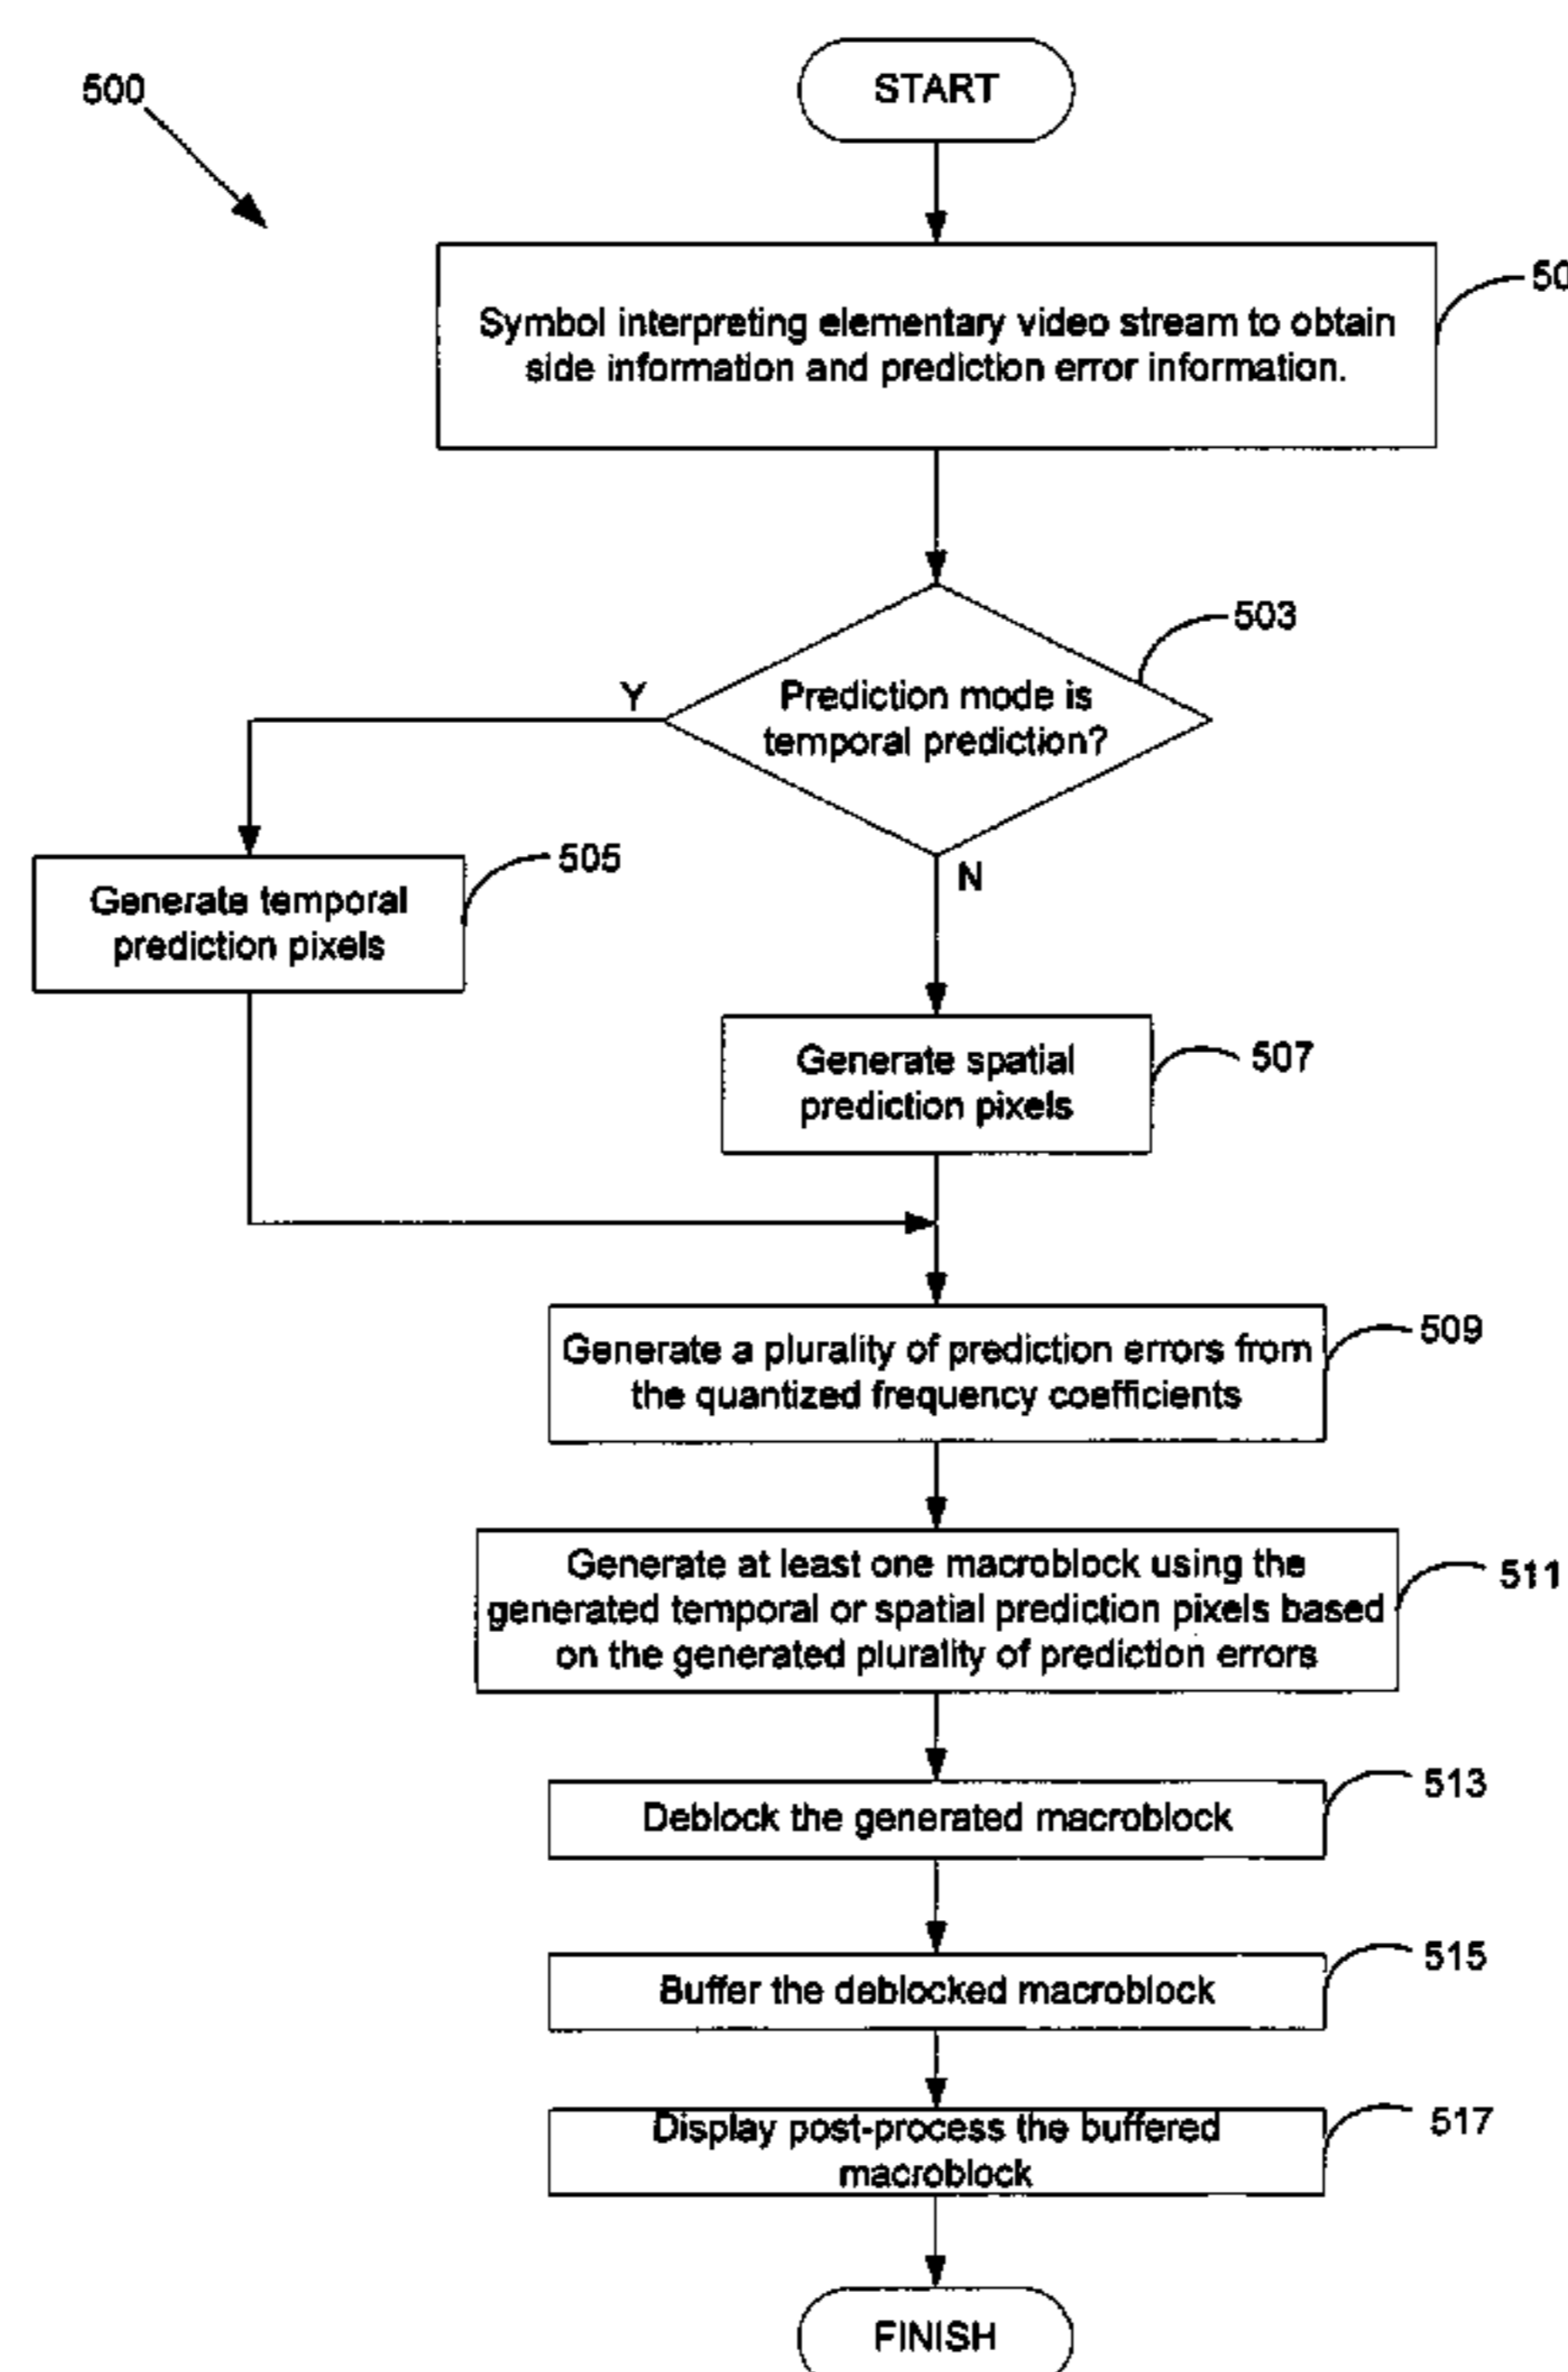 500
START
Symbol interpreting elementary video stream to obtain
side information and prediction error information.
503
Prediction mode is
temporal prediction?
Y
N
505
Generate temporal
prediction pixels
507
Generate spatial
prediction pixels
509
Generate a plurality of prediction errors from
the quantized frequency coefficients
511
Generate at least one macroblock using the
generated temporal or spatial prediction pixels based
on the generated plurality of prediction errors
513
Deblock the generated macroblock
515
Buffer the deblocked macroblock
517
Display post-process the buffered
macroblock
FINISH